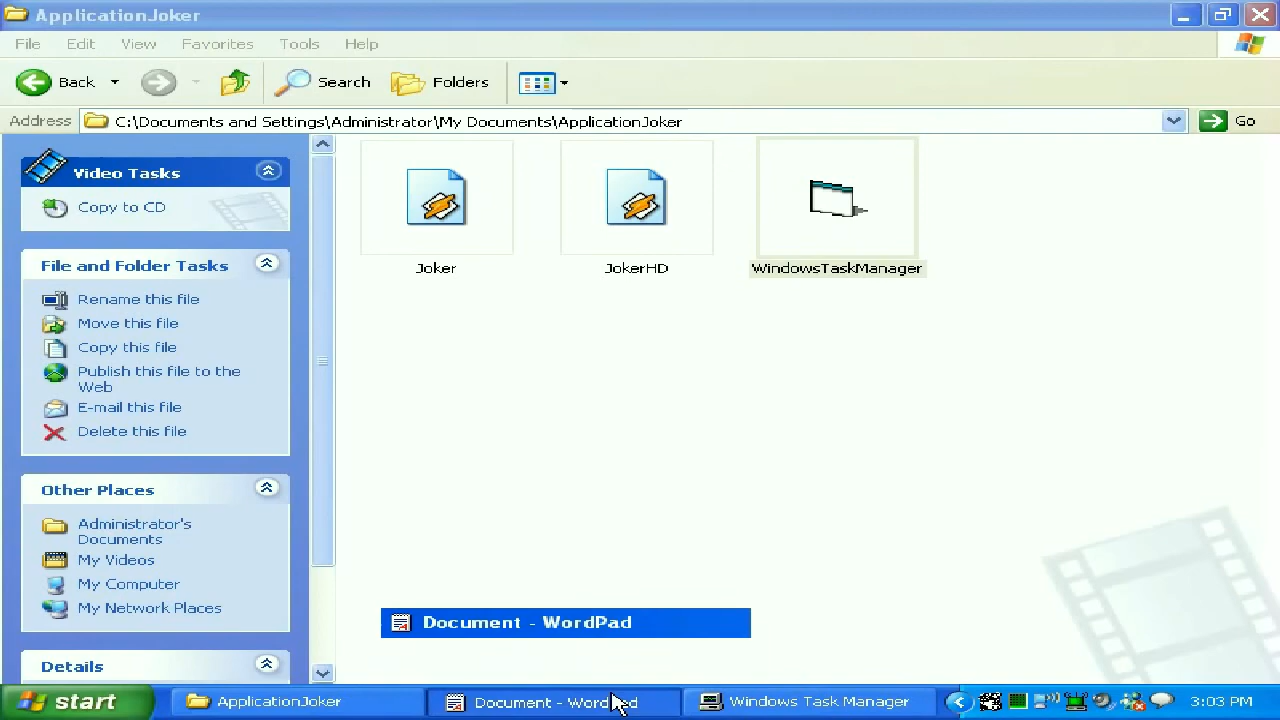 ApplicationJoker
File Edit View Favorites Tools Help
Back Search Folders
Address C:\Documents and Settings\Administrator\My Documents\ApplicationJoker Go
Video Tasks
Copy to CD
File and Folder Tasks
Rename this file
Move this file
Copy this file
Publish this file to the
Web
E-mail this file
Delete this file
Other Places
Administrator's
Documents
My Videos
My Computer
My Network Places
Details
Joker JokerHD WindowsTaskManager
Document - WordPad
start ApplicationJoker Document - WordPad Windows Task Manager 3:03 PM